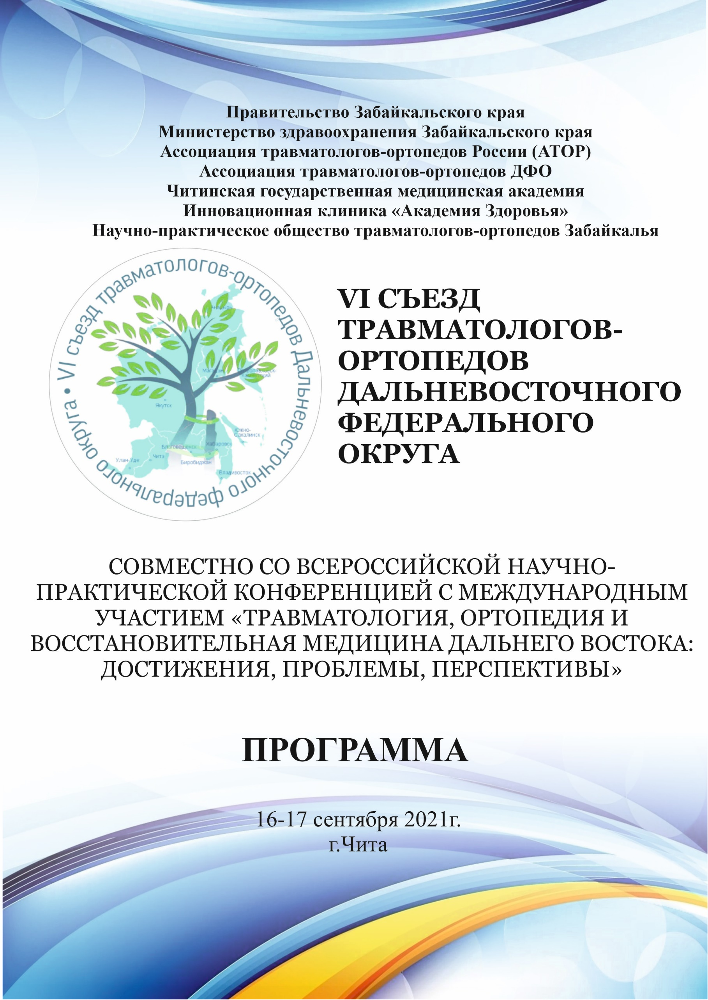 Правительство Забайкальского края
Министерство здравоохранения Забайкальского края
Ассоциация травматологов-ортопедов России (АТОР)
Ассоциация травматологов-ортопедов ДФО
Читинская государственная медицинская академия
Инновационная клиника «Академия Здоровья»
Научно-практическое общество травматологов-ортопедов Забайкалья
VI съезд травматологов-ортопедов Дальневосточного федерального округа •
Анадырь
Магадан
Петропавловск-
Камчатский
Якутск
Южно-
Сахалинск
Благовещенск
Хабаровск
Улан-Удэ
Чита
Биробиджан
Владивосток
VI СЪЕЗД
ТРАВМАТОЛОГОВ-
ОРТОПЕДОВ
ДАЛЬНЕВОСТОЧНОГО
ФЕДЕРАЛЬНОГО
ОКРУГА
СОВМЕСТНО СО ВСЕРОССИЙСКОЙ НАУЧНО-
ПРАКТИЧЕСКОЙ КОНФЕРЕНЦИЕЙ С МЕЖДУНАРОДНЫМ
УЧАСТИЕМ «ТРАВМАТОЛОГИЯ, ОРТОПЕДИЯ И
ВОССТАНОВИТЕЛЬНАЯ МЕДИЦИНА ДАЛЬНЕГО ВОСТОКА:
ДОСТИЖЕНИЯ, ПРОБЛЕМЫ, ПЕРСПЕКТИВЫ»
ПРОГРАММА
16-17 сентября 2021г.
г.Чита